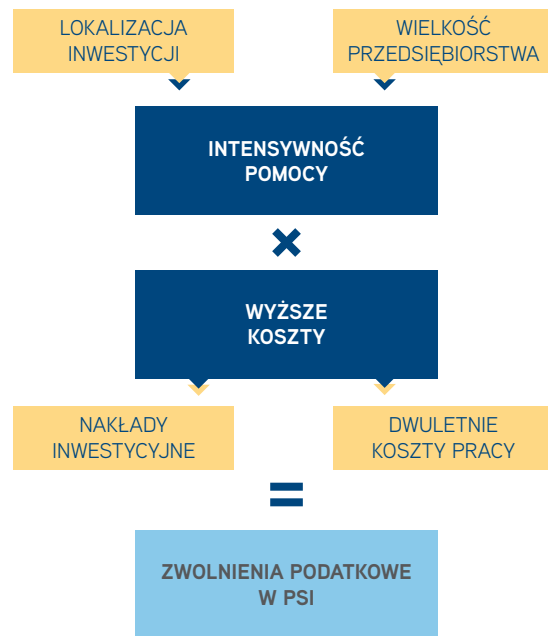 LOKALIZACJA
INWESTYCJI
WIELKOŚĆ
PRZEDSIĘBIORSTWA
INTENSYWNOŚĆ
POMOCY
×
WYŻSZE
KOSZTY
NAKŁADY
INWESTYCYJNE
DWULETNIE
KOSZTY PRACY
=
ZWOLNIENIA PODATKOWE
W PSI